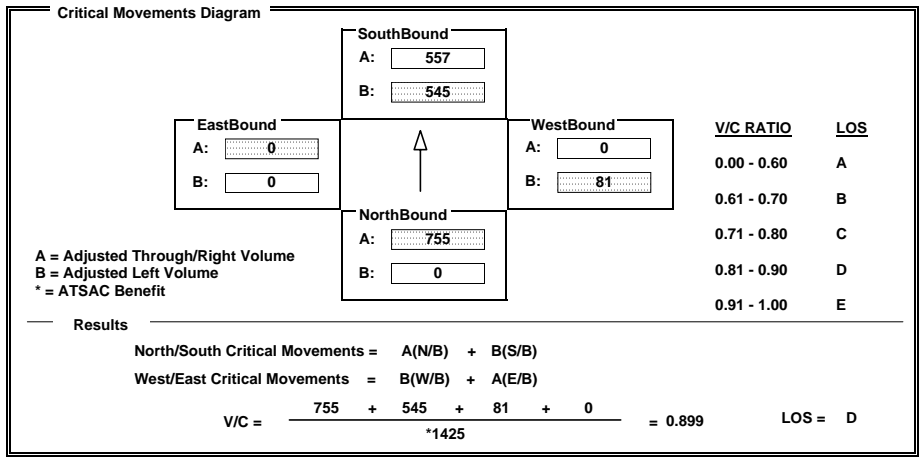 Critical Movements Diagram
SouthBound
A: 557
B: 545
EastBound
A: 0
B: 0
WestBound
A: 0
B: 81
NorthBound
A: 755
B: 0
V/C RATIO LOS
0.00 - 0.60 A
0.61 - 0.70 B
0.71 - 0.80 C
0.81 - 0.90 D
0.91 - 1.00 E
A = Adjusted Through/Right Volume
B = Adjusted Left Volume
* = ATSAC Benefit
Results
North/South Critical Movements = A(N/B) + B(S/B)
West/East Critical Movements = B(W/B) + A(E/B)
755 + 545 + 81 + 0
V/C = = 0.899 LOS = D
*1425